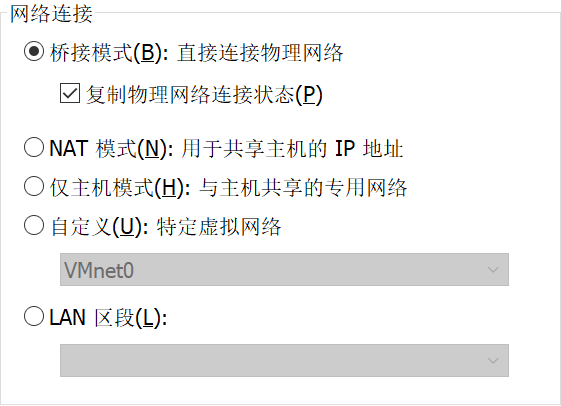 网络连接
桥接模式(B): 直接连接物理网络
复制物理网络连接状态(P)
NAT 模式(N): 用于共享主机的 IP 地址
仅主机模式(H): 与主机共享的专用网络
自定义(U): 特定虚拟网络
VMnet0
LAN 区段(L):